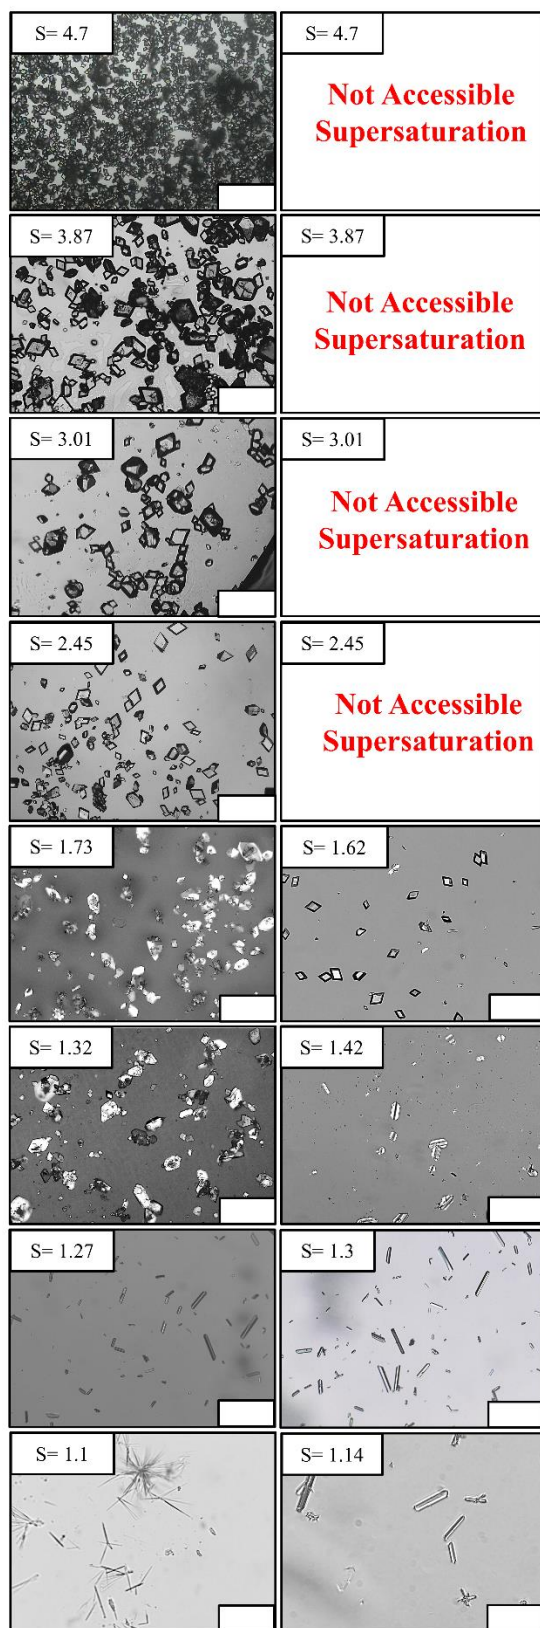 S= 4.7
S= 4.7
Not Accessible
Supersaturation
S= 3.87
S= 3.87
Not Accessible
Supersaturation
S= 3.01
S= 3.01
Not Accessible
Supersaturation
S= 2.45
S= 2.45
Not Accessible
Supersaturation
S= 1.73
S= 1.62
S= 1.32
S= 1.42
S= 1.27
S= 1.3
S= 1.1
S= 1.14